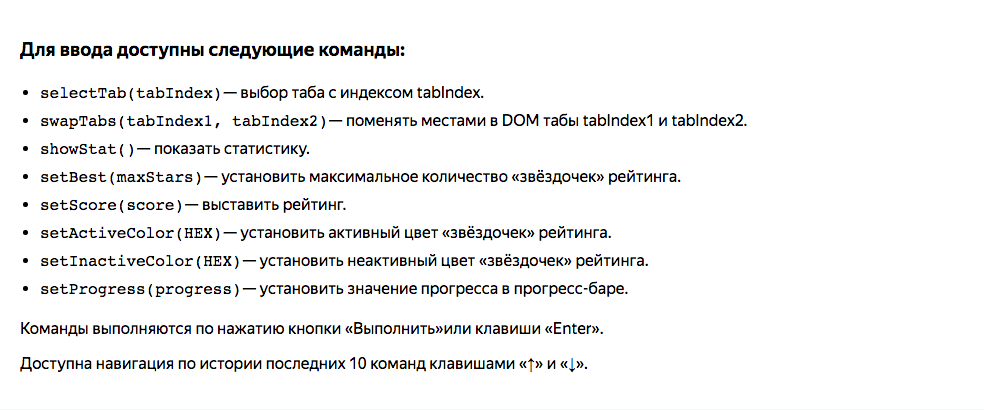 Для ввода доступны следующие команды:
• selectTab(tabIndex)— выбор таба с индексом tabIndex.
• swapTabs(tabIndex1, tabIndex2)— поменять местами в DOM табы tabIndex1 и tabIndex2.
• showStat()— показать статистику.
• setBest(maxStars)— установить максимальное количество «звёздочек» рейтинга.
• setScore(score)— выставить рейтинг.
• setActiveColor(HEX)— установить активный цвет «звёздочек» рейтинга.
• setInactiveColor(HEX)— установить неактивный цвет «звёздочек» рейтинга.
• setProgress(progress)— установить значение прогресса в прогресс-баре.
Команды выполняются по нажатию кнопки «Выполнить»или клавиши «Enter».
Доступна навигация по истории последних 10 команд клавишами «↑» и «↓».